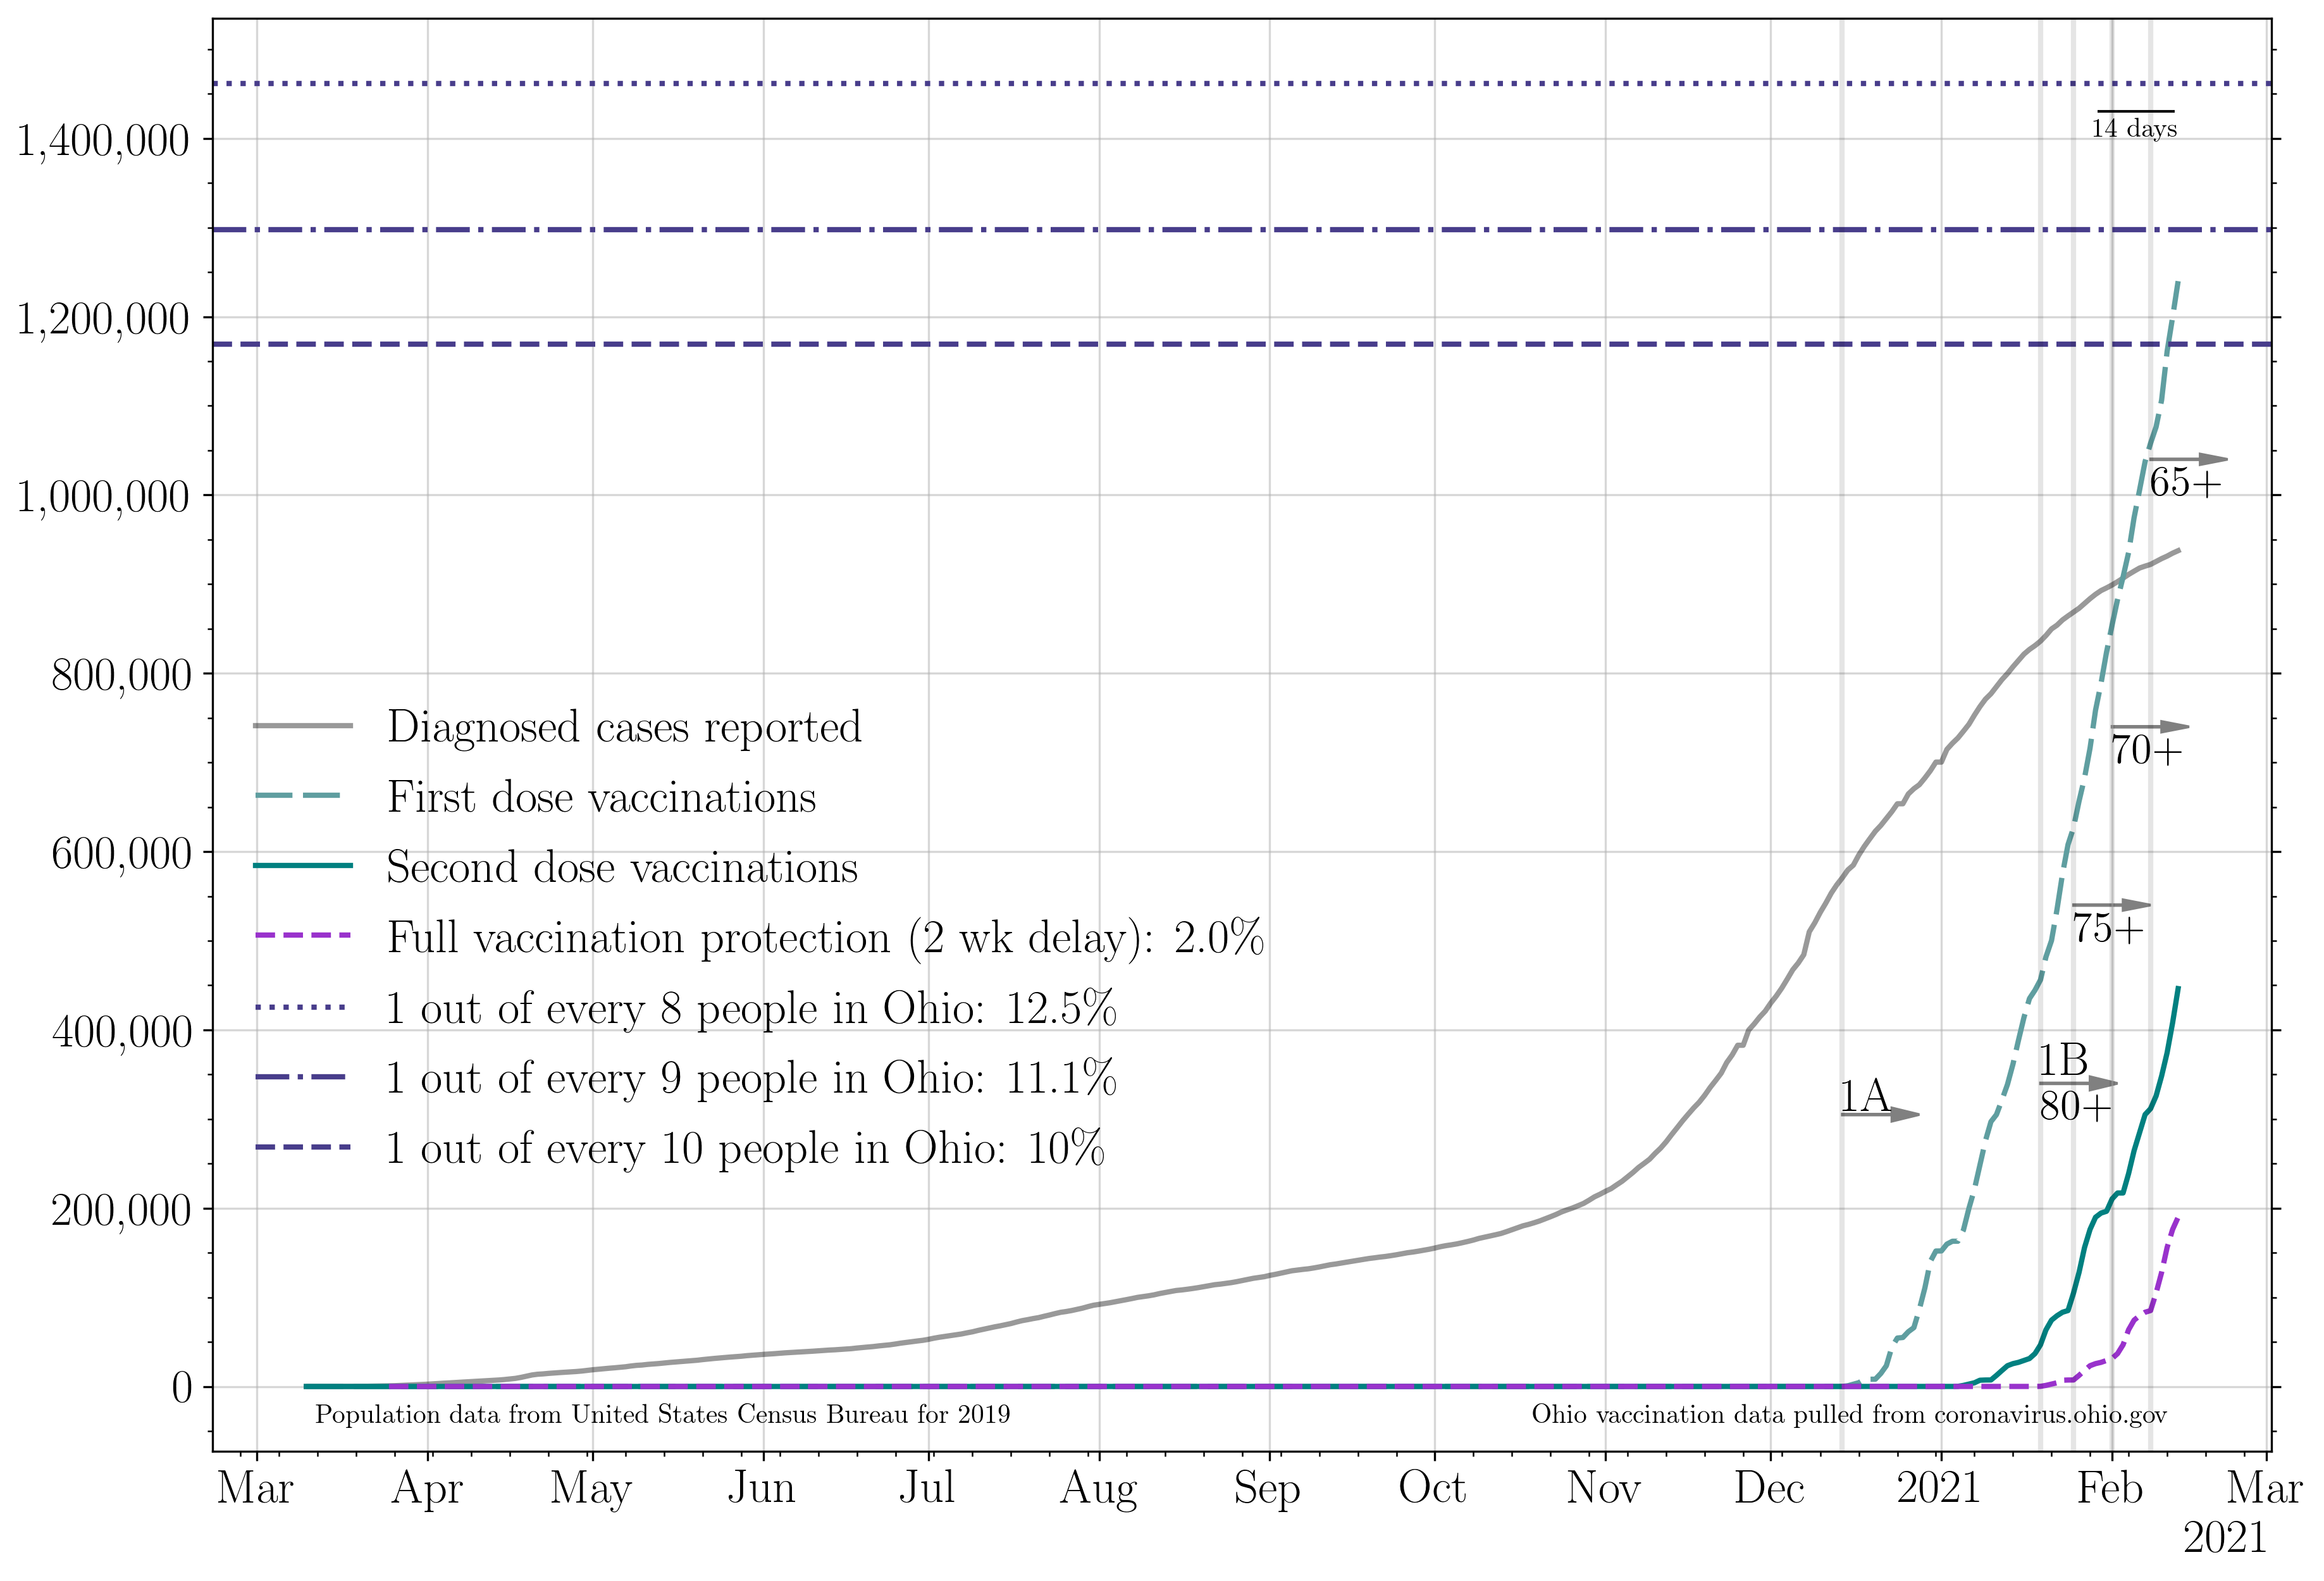 1,400,000
1,200,000
1,000,000
800,000
600,000
400,000
200,000
0
14 days
65+
70+
75+
1B
80+
1A
Diagnosed cases reported
First dose vaccinations
Second dose vaccinations
Full vaccination protection (2 wk delay): 2.0%
1 out of every 8 people in Ohio: 12.5%
1 out of every 9 people in Ohio: 11.1%
1 out of every 10 people in Ohio: 10%
Population data from United States Census Bureau for 2019
Ohio vaccination data pulled from coronavirus.ohio.gov
Mar Apr May Jun Jul Aug Sep Oct Nov Dec 2021 Feb Mar
2021